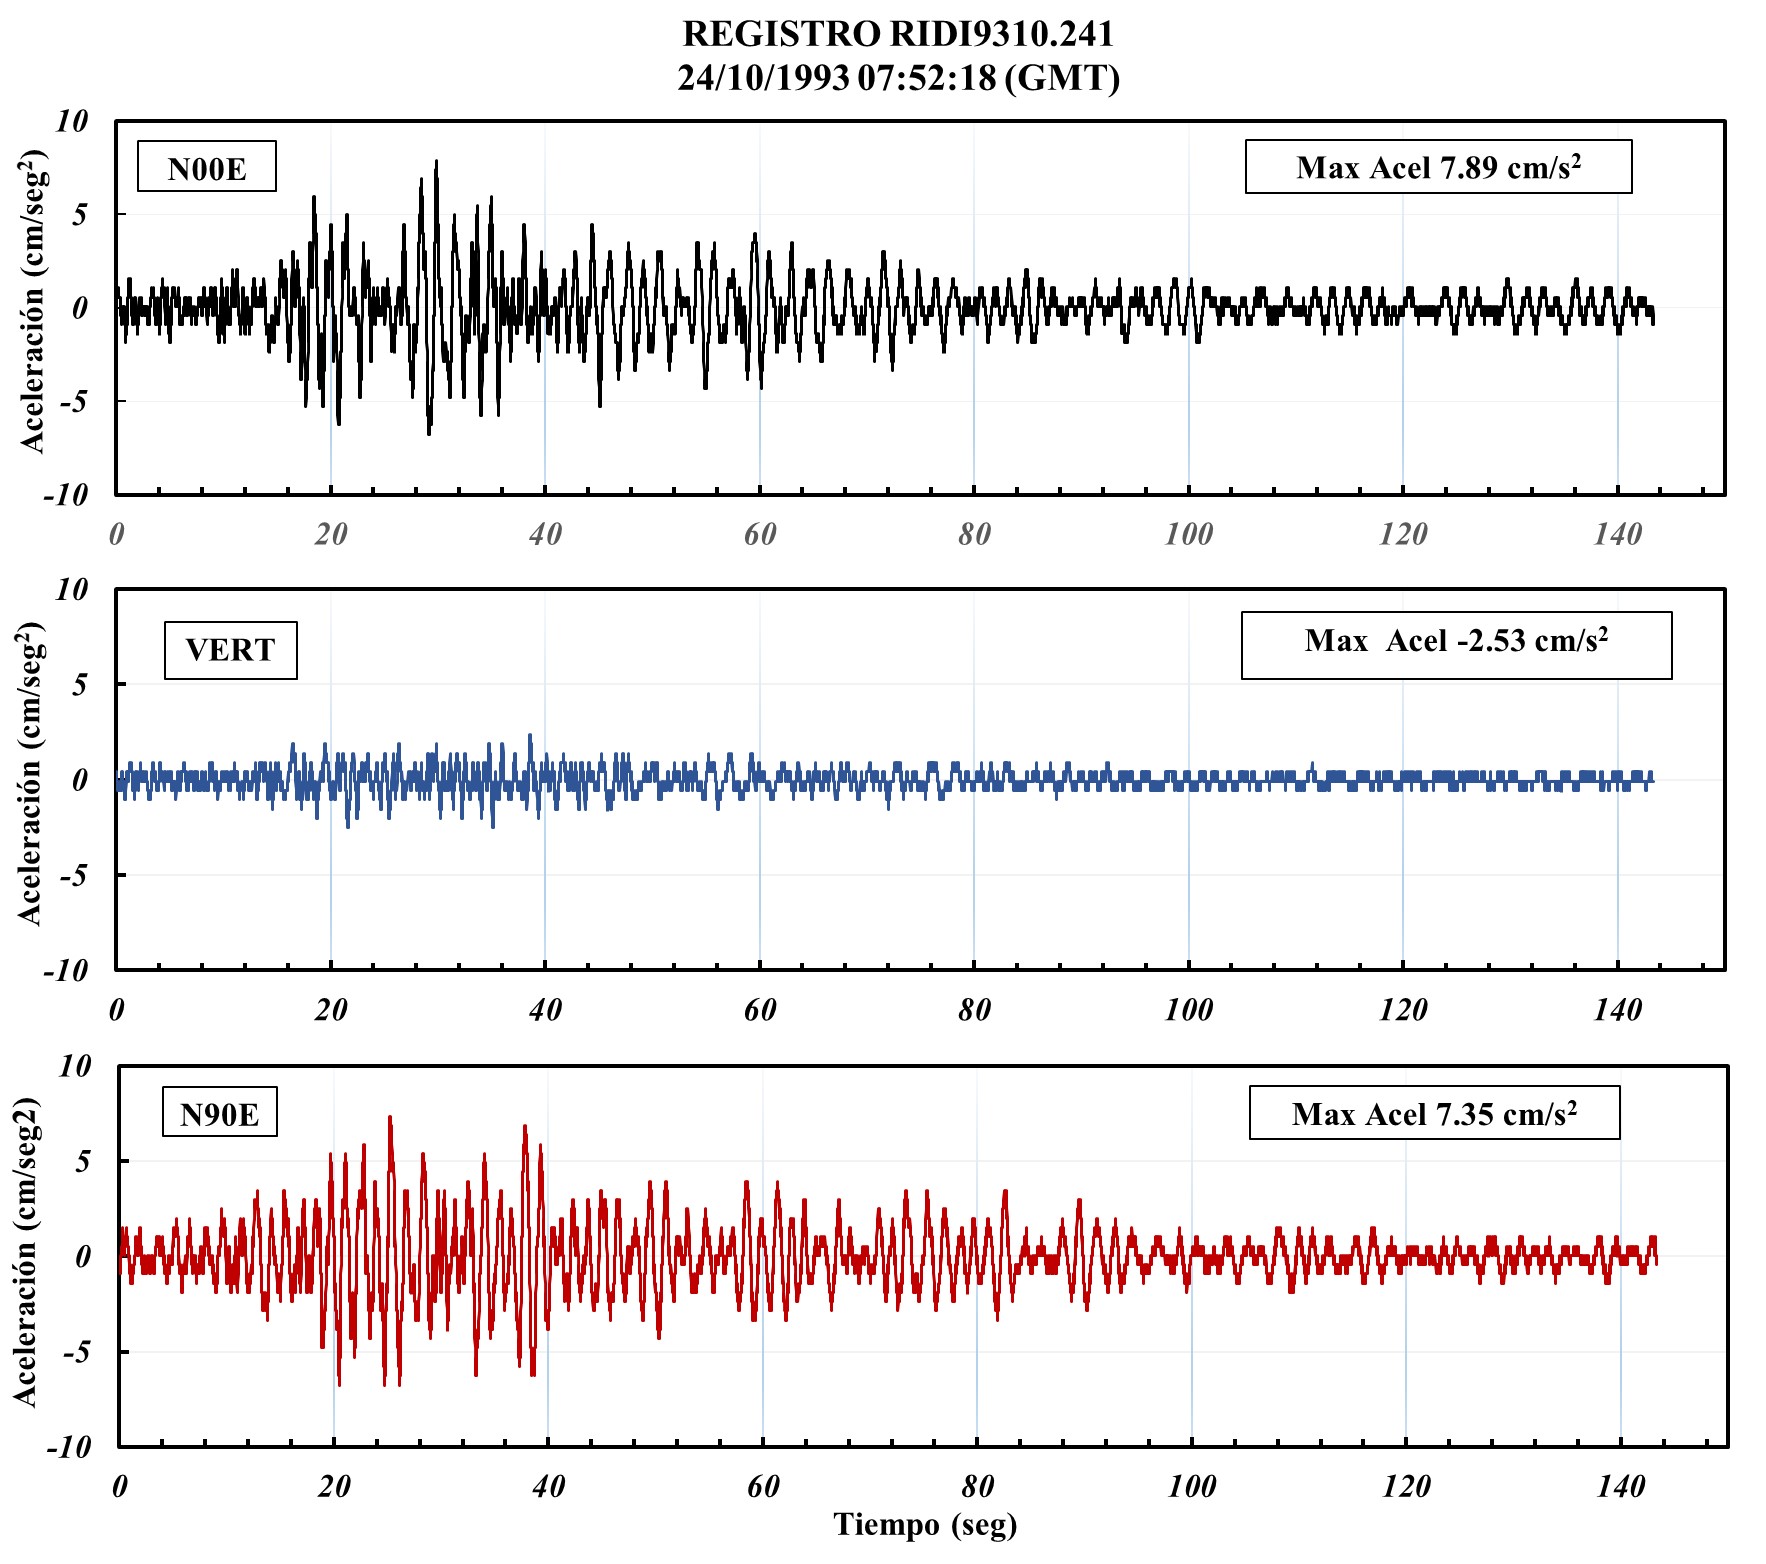 REGISTRO RIDI9310.241
24/10/1993 07:52:18 (GMT)
Aceleración (cm/seg²)
10
5
0
-5
-10
N00E
Max Acel 7.89 cm/s²
0 20 40 60 80 100 120 140
Aceleración (cm/seg²)
10
5
0
-5
-10
VERT
Max Acel -2.53 cm/s²
0 20 40 60 80 100 120 140
Aceleración (cm/seg2)
10
5
0
-5
-10
N90E
Max Acel 7.35 cm/s²
0 20 40 60 80 100 120 140
Tiempo (seg)